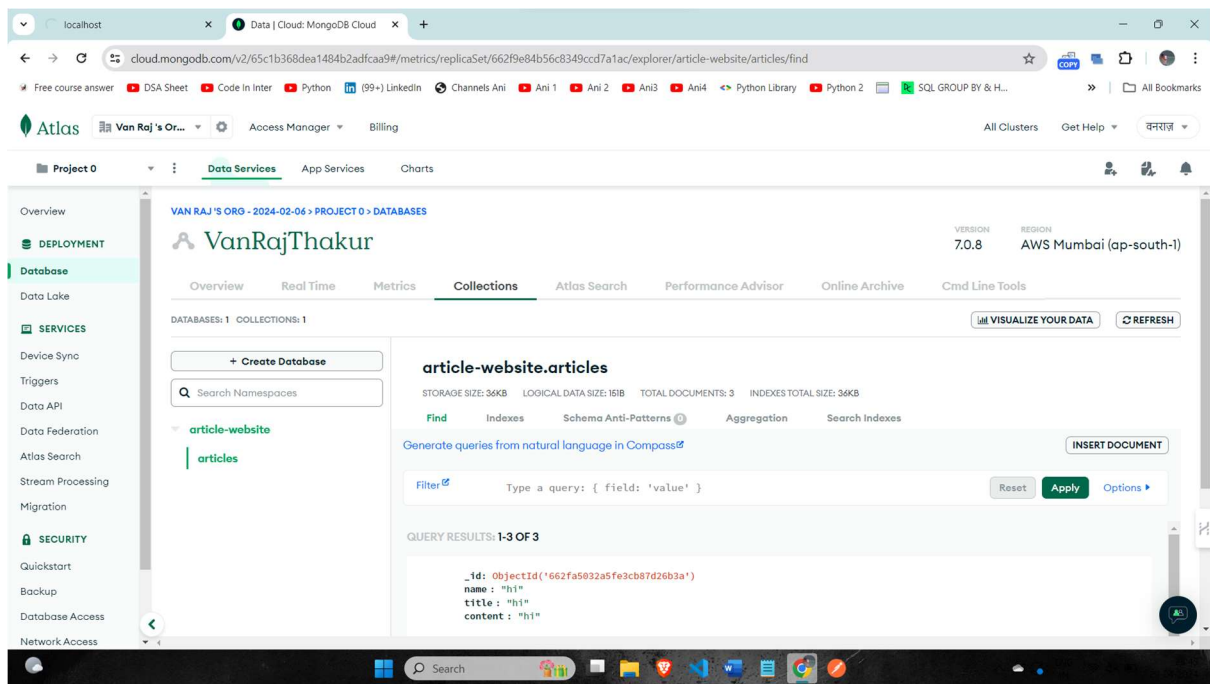 localhost
Data | Cloud: MongoDB Cloud
cloud.mongodb.com/v2/65c1b368dea1484b2adfcaa9#/metrics/replicaSet/662f9e84b56c8349ccd7a1ac/explorer/article-website/articles/find
COPY
Free course answer DSA Sheet Code In Inter Python (99+) LinkedIn Channels Ani Ani 1 Ani 2 Ani3 Ani4 Python Library Python 2 SQL GROUP BY & H... » All Bookmarks
Atlas Van Raj 's Or... Access Manager Billing All Clusters Get Help वनराज़
Project 0 Data Services App Services Charts
Overview
DEPLOYMENT
Database
Data Lake
SERVICES
Device Sync
Triggers
Data API
Data Federation
Atlas Search
Stream Processing
Migration
SECURITY
Quickstart
Backup
Database Access
Network Access
VAN RAJ 'S ORG - 2024-02-06 > PROJECT 0 > DATABASES
VanRajThakur
VERSION REGION
7.0.8 AWS Mumbai (ap-south-1)
Overview Real Time Metrics Collections Atlas Search Performance Advisor Online Archive Cmd Line Tools
DATABASES: 1 COLLECTIONS: 1 VISUALIZE YOUR DATA REFRESH
+ Create Database
Search Namespaces
article-website
articles
article-website.articles
STORAGE SIZE: 36KB LOGICAL DATA SIZE: 151B TOTAL DOCUMENTS: 3 INDEXES TOTAL SIZE: 36KB
Find Indexes Schema Anti-Patterns 0 Aggregation Search Indexes
Generate queries from natural language in Compass
INSERT DOCUMENT
Filter Type a query: { field: 'value' } Reset Apply Options
QUERY RESULTS: 1-3 OF 3
_id: ObjectId('662fa5032a5fe3cb87d26b3a')
name : "hi"
title : "hi"
content : "hi"
Search